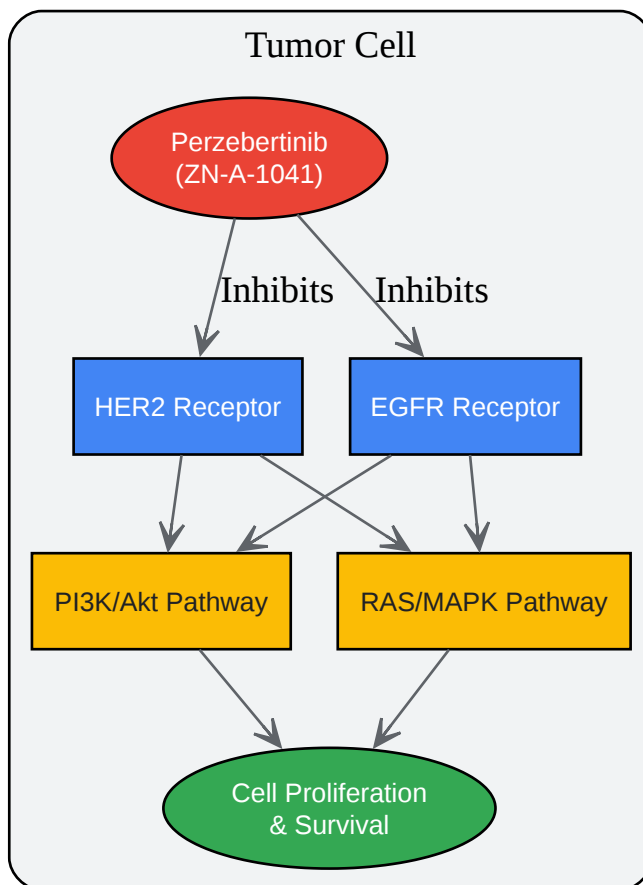 Tumor Cell
Perzebertinib
(ZN-A-1041)
Inhibits
Inhibits
HER2 Receptor
EGFR Receptor
PI3K/Akt Pathway
RAS/MAPK Pathway
Cell Proliferation
& Survival